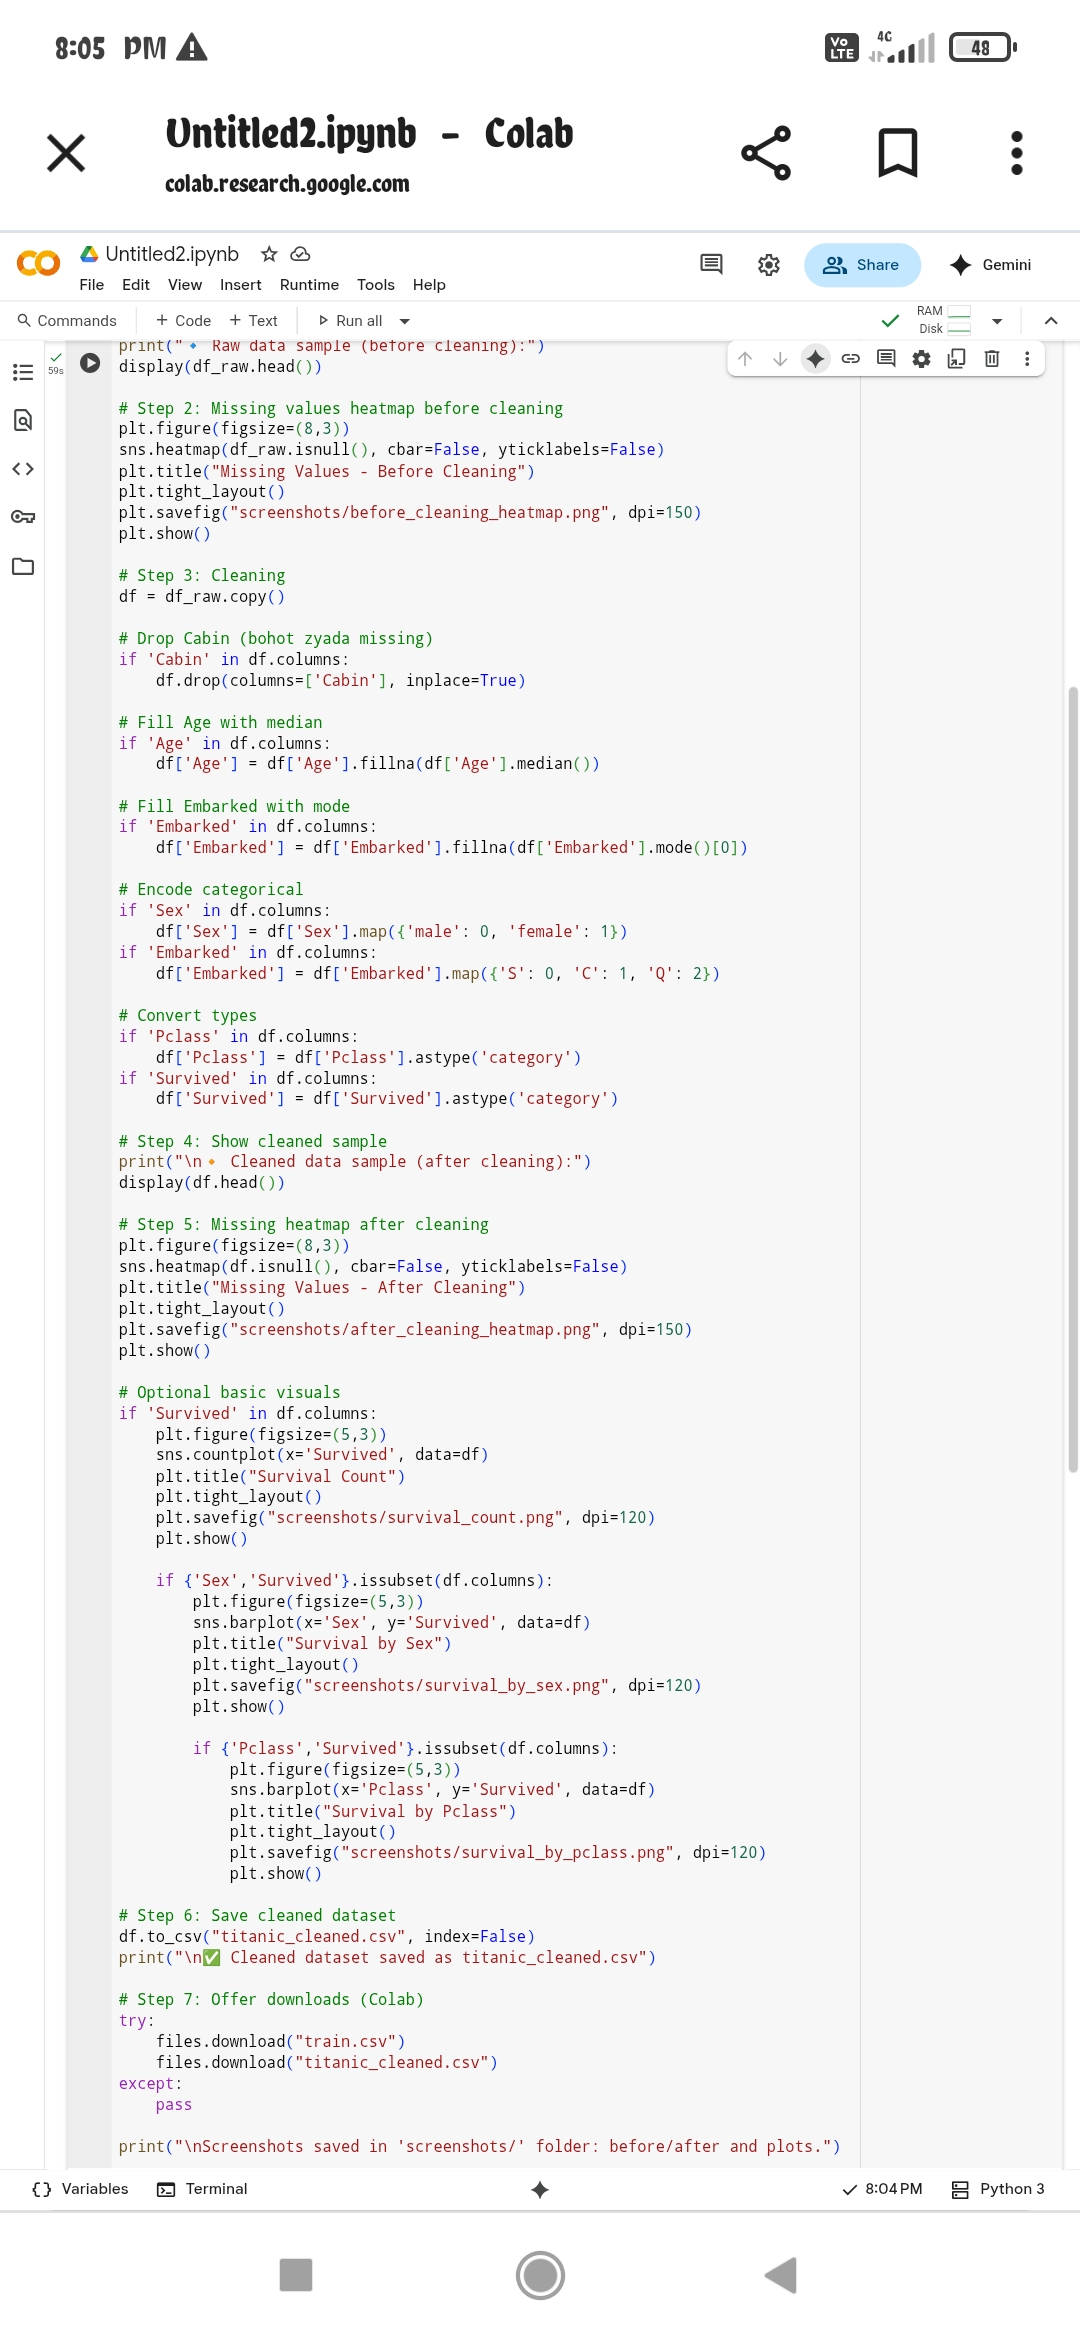 8:05 PM
Vo LTE 4G 48
Untitled2.ipynb - Colab
colab.research.google.com
Untitled2.ipynb
File Edit View Insert Runtime Tools Help
Share
Gemini
Commands + Code + Text Run all
RAM
Disk
59s
print("🔹 Raw data sample (before cleaning):")
display(df_raw.head())
# Step 2: Missing values heatmap before cleaning
plt.figure(figsize=(8,3))
sns.heatmap(df_raw.isnull(), cbar=False, yticklabels=False)
plt.title("Missing Values - Before Cleaning")
plt.tight_layout()
plt.savefig("screenshots/before_cleaning_heatmap.png", dpi=150)
plt.show()
# Step 3: Cleaning
df = df_raw.copy()
# Drop Cabin (bohot zyada missing)
if 'Cabin' in df.columns:
    df.drop(columns=['Cabin'], inplace=True)
# Fill Age with median
if 'Age' in df.columns:
    df['Age'] = df['Age'].fillna(df['Age'].median())
# Fill Embarked with mode
if 'Embarked' in df.columns:
    df['Embarked'] = df['Embarked'].fillna(df['Embarked'].mode()[0])
# Encode categorical
if 'Sex' in df.columns:
    df['Sex'] = df['Sex'].map({'male': 0, 'female': 1})
if 'Embarked' in df.columns:
    df['Embarked'] = df['Embarked'].map({'S': 0, 'C': 1, 'Q': 2})
# Convert types
if 'Pclass' in df.columns:
    df['Pclass'] = df['Pclass'].astype('category')
if 'Survived' in df.columns:
    df['Survived'] = df['Survived'].astype('category')
# Step 4: Show cleaned sample
print("\n🔸 Cleaned data sample (after cleaning):")
display(df.head())
# Step 5: Missing heatmap after cleaning
plt.figure(figsize=(8,3))
sns.heatmap(df.isnull(), cbar=False, yticklabels=False)
plt.title("Missing Values - After Cleaning")
plt.tight_layout()
plt.savefig("screenshots/after_cleaning_heatmap.png", dpi=150)
plt.show()
# Optional basic visuals
if 'Survived' in df.columns:
    plt.figure(figsize=(5,3))
    sns.countplot(x='Survived', data=df)
    plt.title("Survival Count")
    plt.tight_layout()
    plt.savefig("screenshots/survival_count.png", dpi=120)
    plt.show()
    if {'Sex','Survived'}.issubset(df.columns):
        plt.figure(figsize=(5,3))
        sns.barplot(x='Sex', y='Survived', data=df)
        plt.title("Survival by Sex")
        plt.tight_layout()
        plt.savefig("screenshots/survival_by_sex.png", dpi=120)
        plt.show()
        if {'Pclass','Survived'}.issubset(df.columns):
            plt.figure(figsize=(5,3))
            sns.barplot(x='Pclass', y='Survived', data=df)
            plt.title("Survival by Pclass")
            plt.tight_layout()
            plt.savefig("screenshots/survival_by_pclass.png", dpi=120)
            plt.show()
# Step 6: Save cleaned dataset
df.to_csv("titanic_cleaned.csv", index=False)
print("\n✅ Cleaned dataset saved as titanic_cleaned.csv")
# Step 7: Offer downloads (Colab)
try:
    files.download("train.csv")
    files.download("titanic_cleaned.csv")
except:
    pass
print("\nScreenshots saved in 'screenshots/' folder: before/after and plots.")
Variables Terminal 8:04 PM Python 3